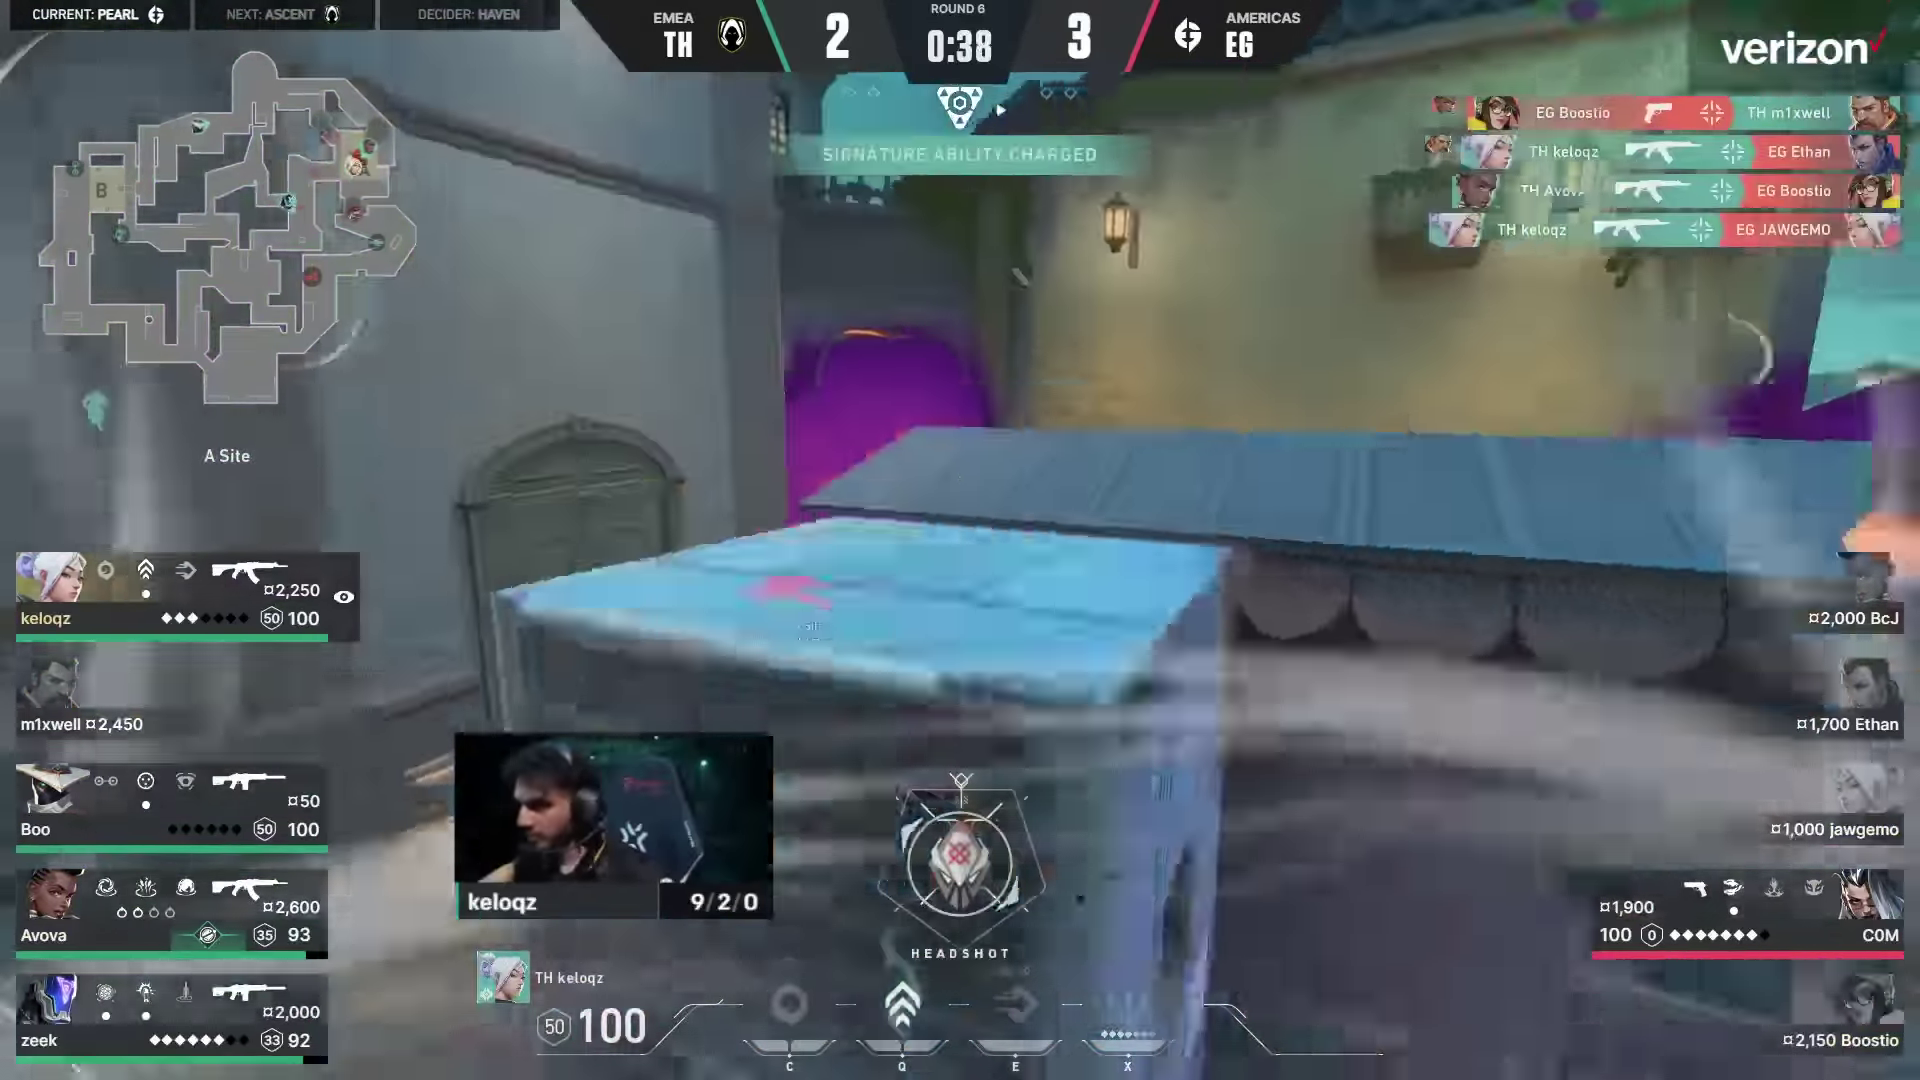 CURRENT: PEARL
NEXT: ASCENT
DECIDER: HAVEN
EMEA
TH
2
ROUND 6
0:38
3
AMERICAS
EG
verizon
SIGNATURE ABILITY CHARGED
EG Boostio TH m1xwell
TH keloqz EG Ethan
TH Avova EG Boostio
TH keloqz EG JAWGEMO
B
A
A Site
2,250
keloqz 50 100
m1xwell 2,450
50
Boo 50 100
2,600
Avova 35 93
2,000
zeek 33 92
2,000 BcJ
1,700 Ethan
1,000 jawgemo
1,900
100 0 C0M
2,150 Boostio
keloqz 9/2/0
HEADSHOT
TH keloqz
50 100
C Q E X